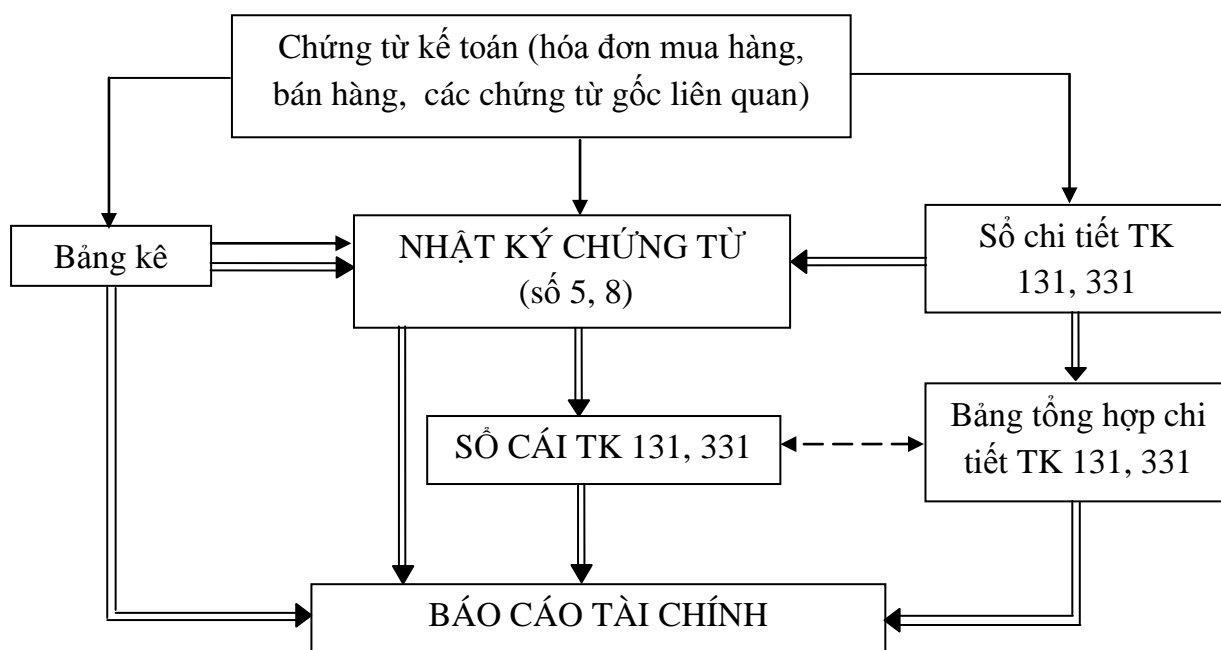 Chứng từ kế toán (hóa đơn mua hàng,
bán hàng, các chứng từ gốc liên quan)
Bảng kê
NHẬT KÝ CHỨNG TỪ
(số 5, 8)
Sổ chi tiết TK
131, 331
SỔ CÁI TK 131, 331
Bảng tổng hợp chi
tiết TK 131, 331
BÁO CÁO TÀI CHÍNH